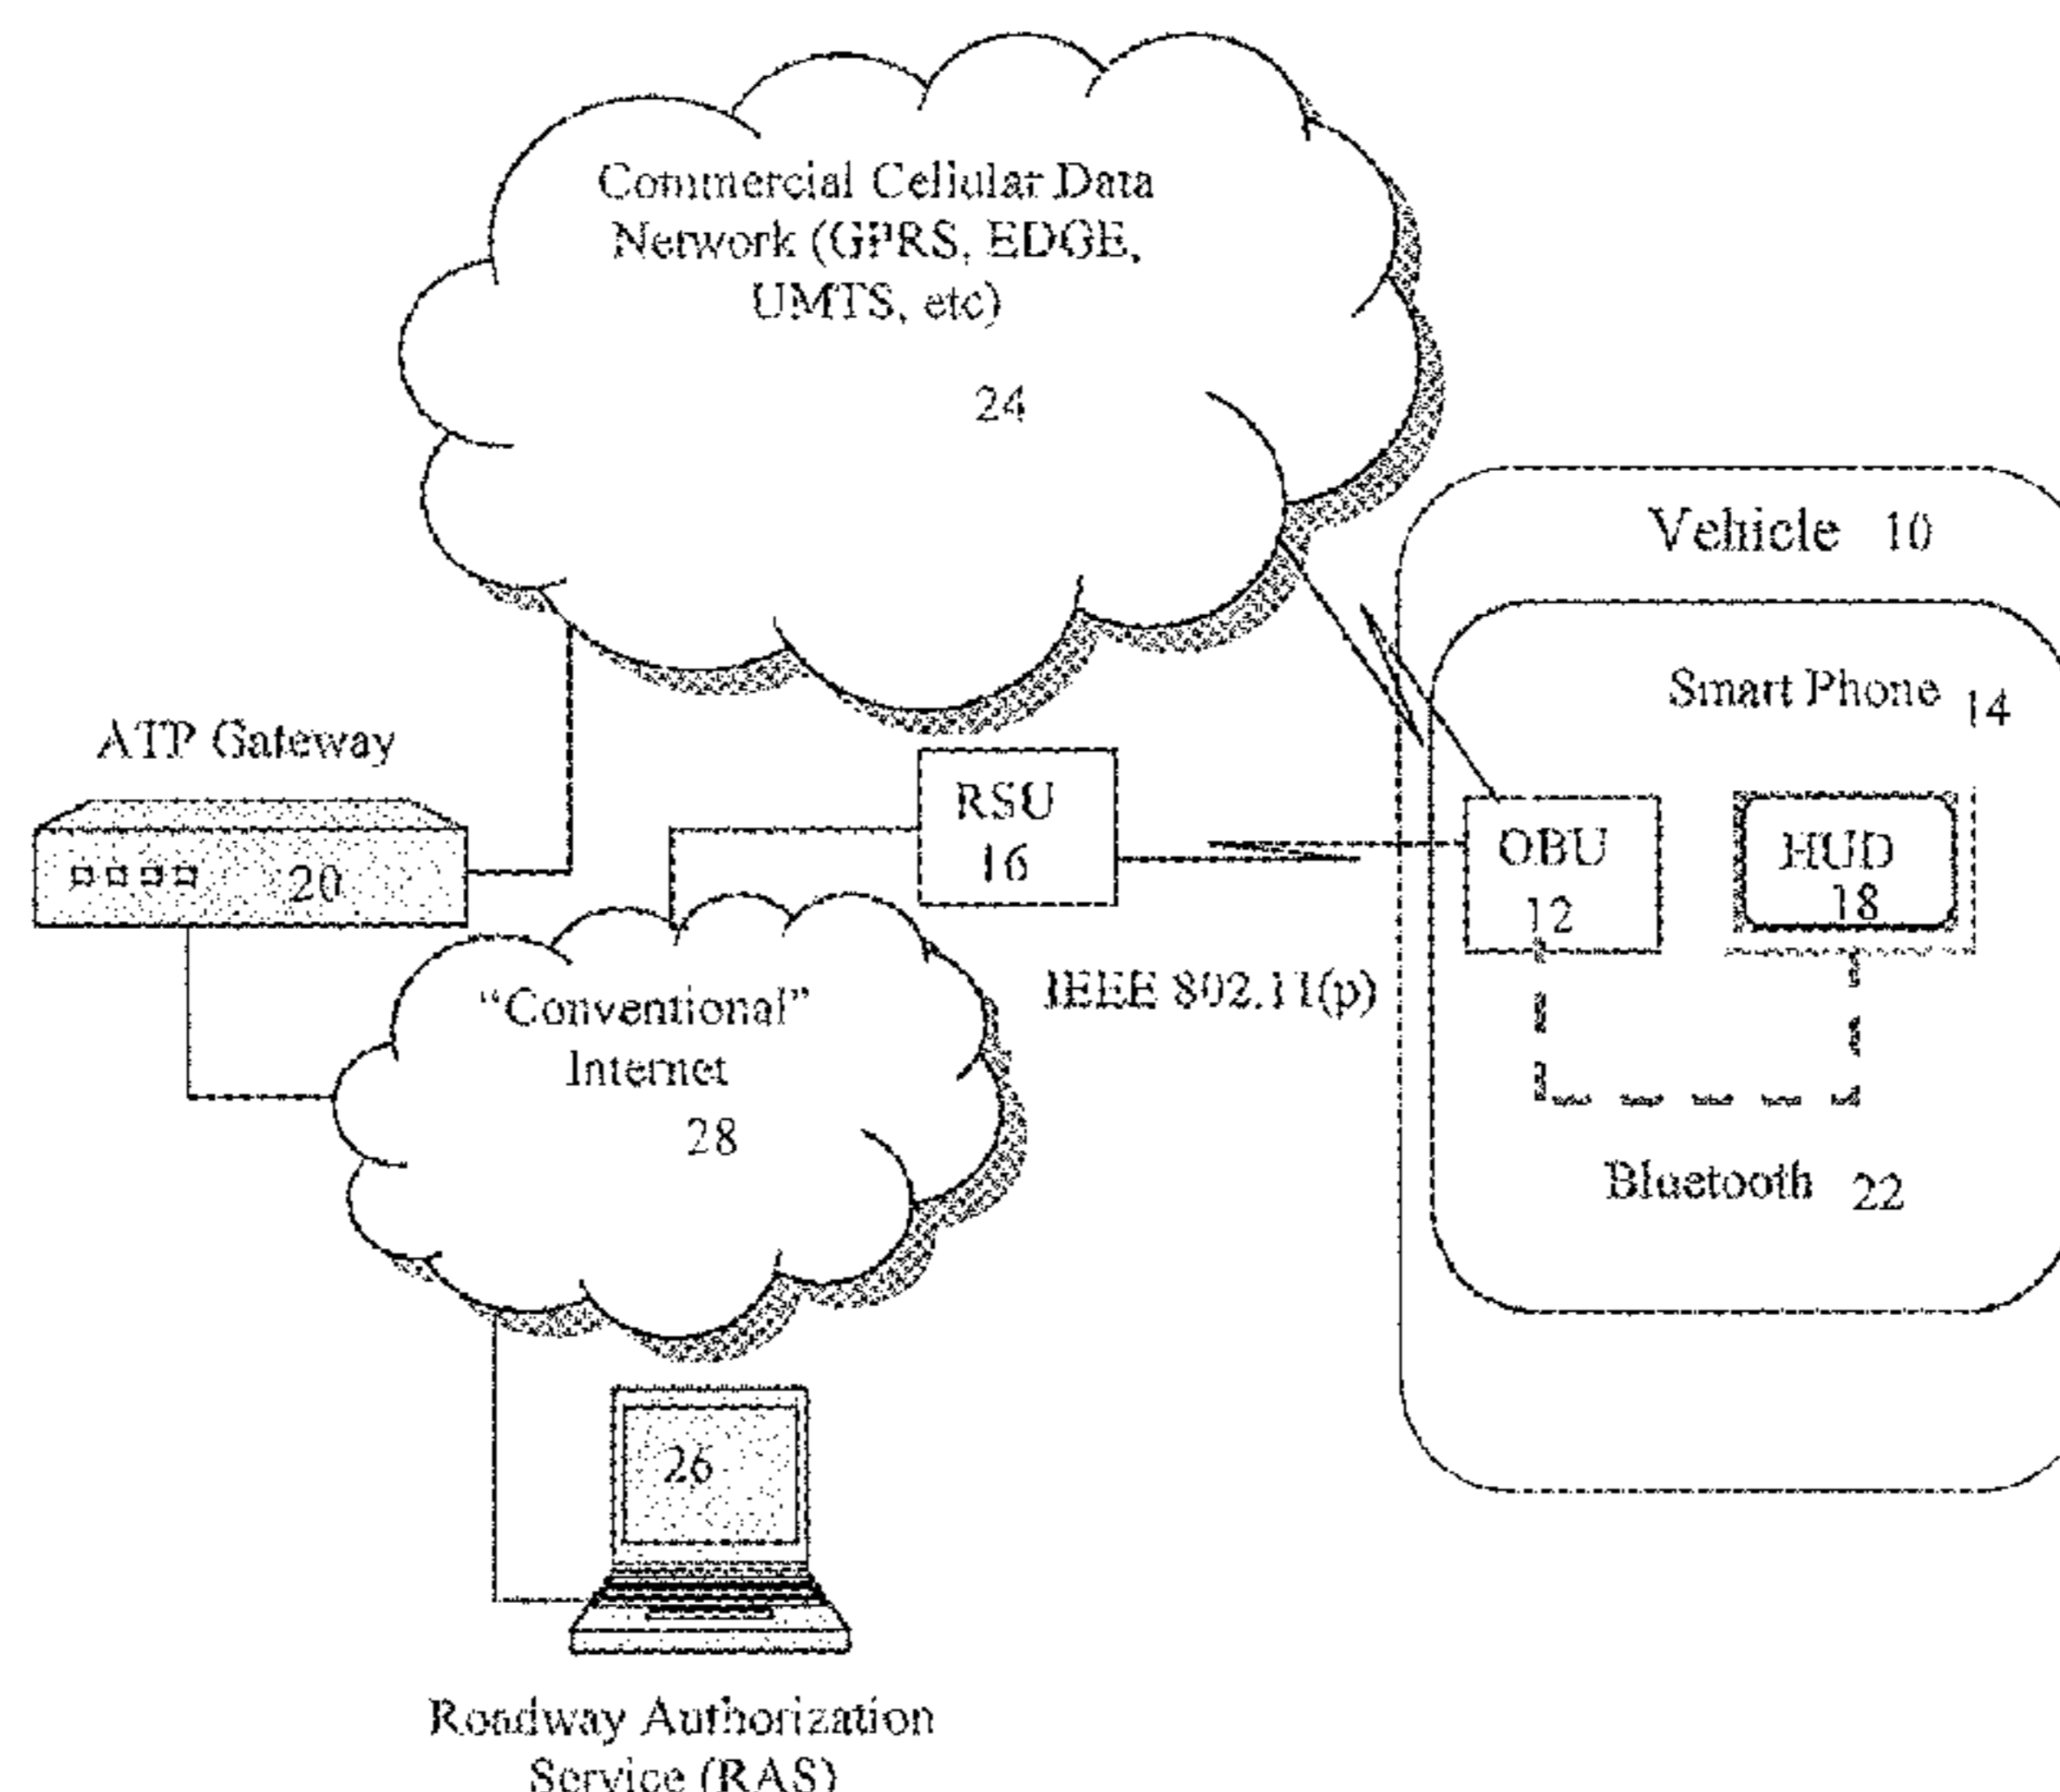 Commercial Cellular Data
Network (GPRS, EDGE,
UMTS, etc)
24
Vehicle 10
Smart Phone 14
ATP Gateway
20
RSU
16
OBU
12
HUD
18
IEEE 802.11(p)
"Conventional"
Internet
28
Bluetooth 22
26
Roadway Authorization
Service (RAS)